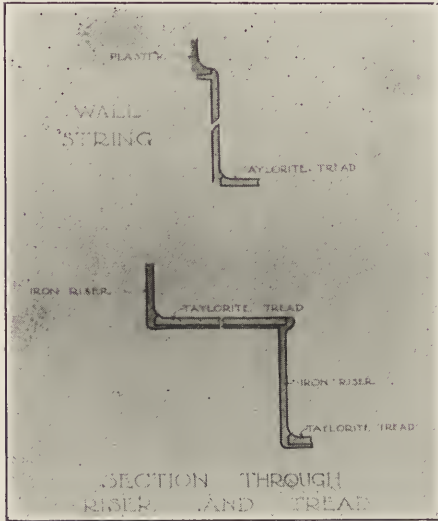 PLASTER
WALL
STRING
TAYLORITE TREAD
IRON RISER
TAYLORITE TREAD
IRON RISER
TAYLORITE TREAD
SECTION THROUGH
RISER AND TREAD